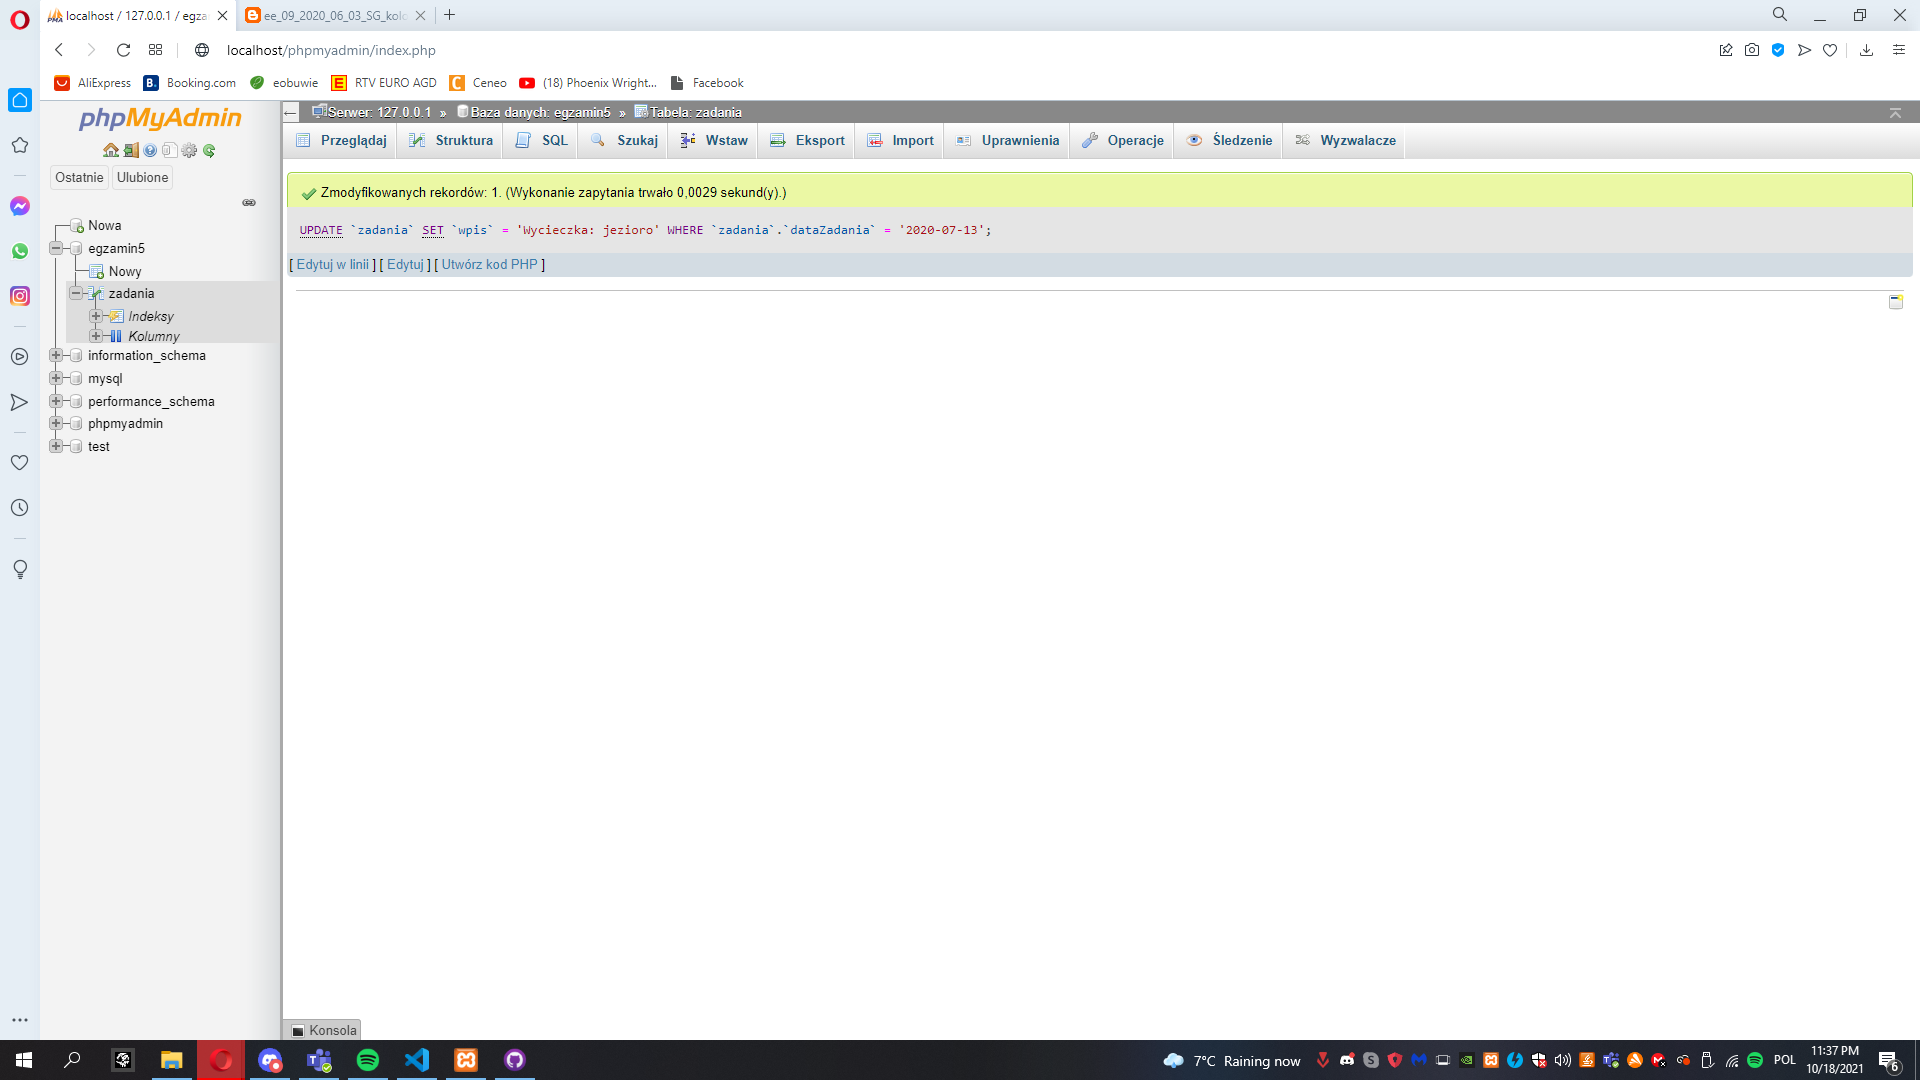 localhost / 127.0.0.1 / egza
ee_09_2020_06_03_SG_kolo
localhost/phpmyadmin/index.php
AliExpress
B. Booking.com
eobuwie
E RTV EURO AGD
C Ceneo
(18) Phoenix Wright...
Facebook
phpMyAdmin
Ostatnie
Ulubione
Nowa
egzamin5
Nowy
zadania
Indeksy
Kolumny
information_schema
mysql
performance_schema
phpmyadmin
test
Serwer: 127.0.0.1 » Baza danych: egzamin5 » Tabela: zadania
Przeglądaj
Struktura
SQL
Szukaj
Wstaw
Eksport
Import
Uprawnienia
Operacje
Śledzenie
Wyzwalacze
Zmodyfikowanych rekordów: 1. (Wykonanie zapytania trwało 0,0029 sekund(y).)
UPDATE `zadania` SET `wpis` = 'Wycieczka: jezioro' WHERE `zadania`.`dataZadania` = '2020-07-13';
[ Edytuj w linii ] [ Edytuj ] [ Utwórz kod PHP ]
Konsola
7°C Raining now
POL
11:37 PM
10/18/2021
6